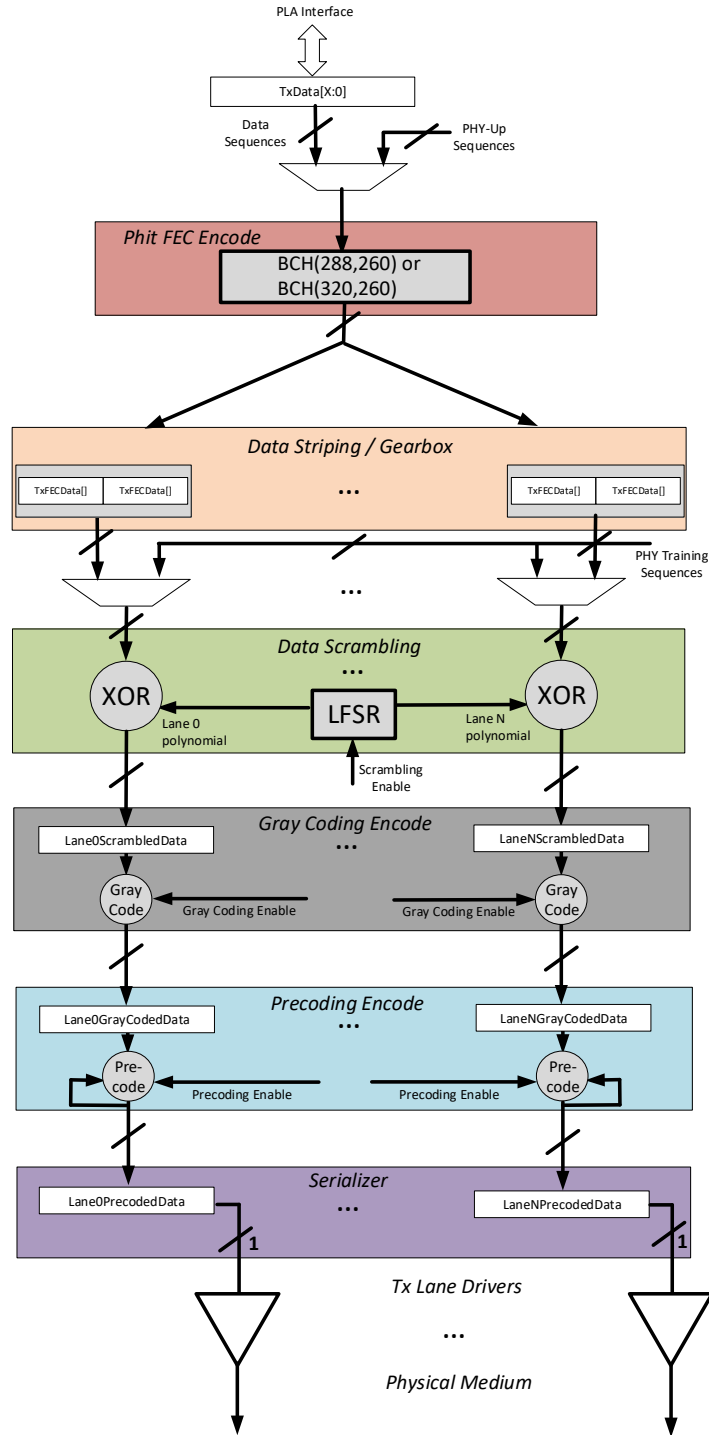 PLA Interface
TxData[X:0]
Data
Sequences
PHY-Up
Sequences
Phit FEC Encode
BCH(288,260) or
BCH(320,260)
Data Striping / Gearbox
TxFECData[] TxFECData[]
...
TxFECData[] TxFECData[]
PHY Training
Sequences
...
Data Scrambling
...
XOR
LFSR
XOR
Lane 0
polynomial
Lane N
polynomial
Scrambling
Enable
Gray Coding Encode
Lane0ScrambledData
...
LaneNScrambledData
Gray
Code
Gray Coding Enable
Gray Coding Enable
Gray
Code
Precoding Encode
Lane0GrayCodedData
...
LaneNGrayCodedData
Pre-
code
Precoding Enable
Precoding Enable
Pre-
code
Serializer
Lane0PrecodedData
...
LaneNPrecodedData
1
1
Tx Lane Drivers
...
Physical Medium